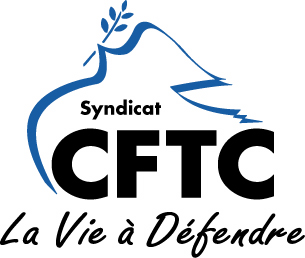 Syndicat
CFTC
La Vie à Défendre